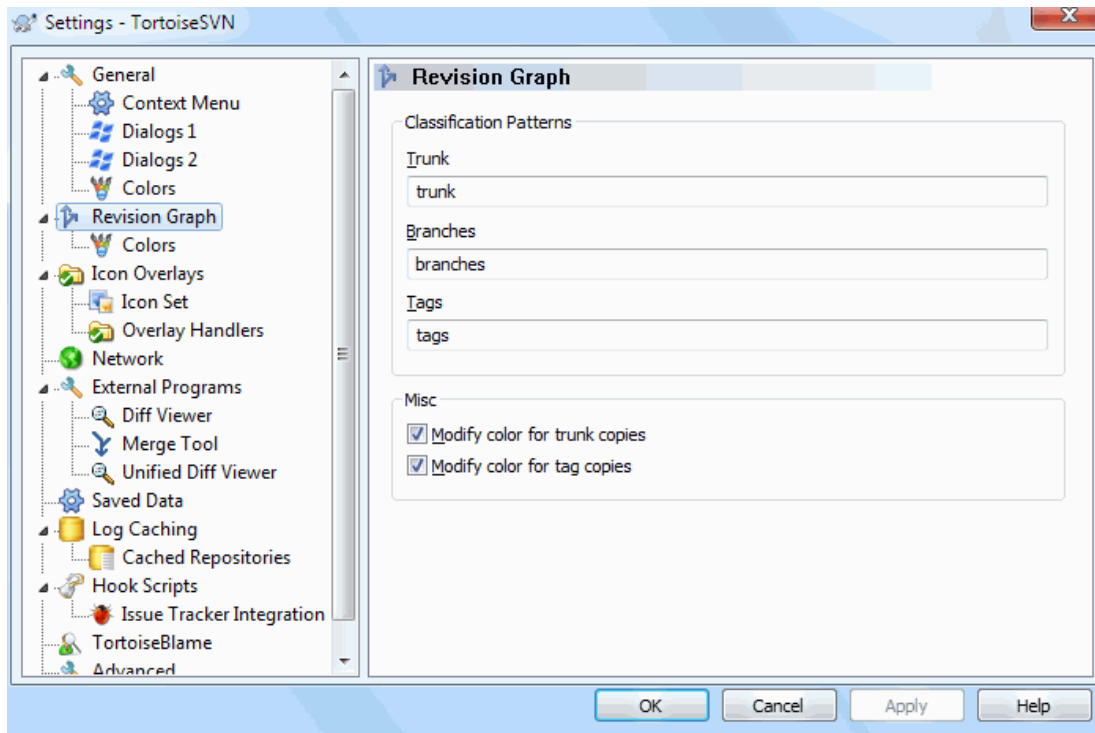 Settings - TortoiseSVN
General
Context Menu
Dialogs 1
Dialogs 2
Colors
Revision Graph
Colors
Icon Overlays
Icon Set
Overlay Handlers
Network
External Programs
Diff Viewer
Merge Tool
Unified Diff Viewer
Saved Data
Log Caching
Cached Repositories
Hook Scripts
Issue Tracker Integration
TortoiseBlame
Advanced
Revision Graph
Classification Patterns
Trunk
trunk
Branches
branches
Tags
tags
Misc
Modify color for trunk copies
Modify color for tag copies
OK Cancel Apply Help